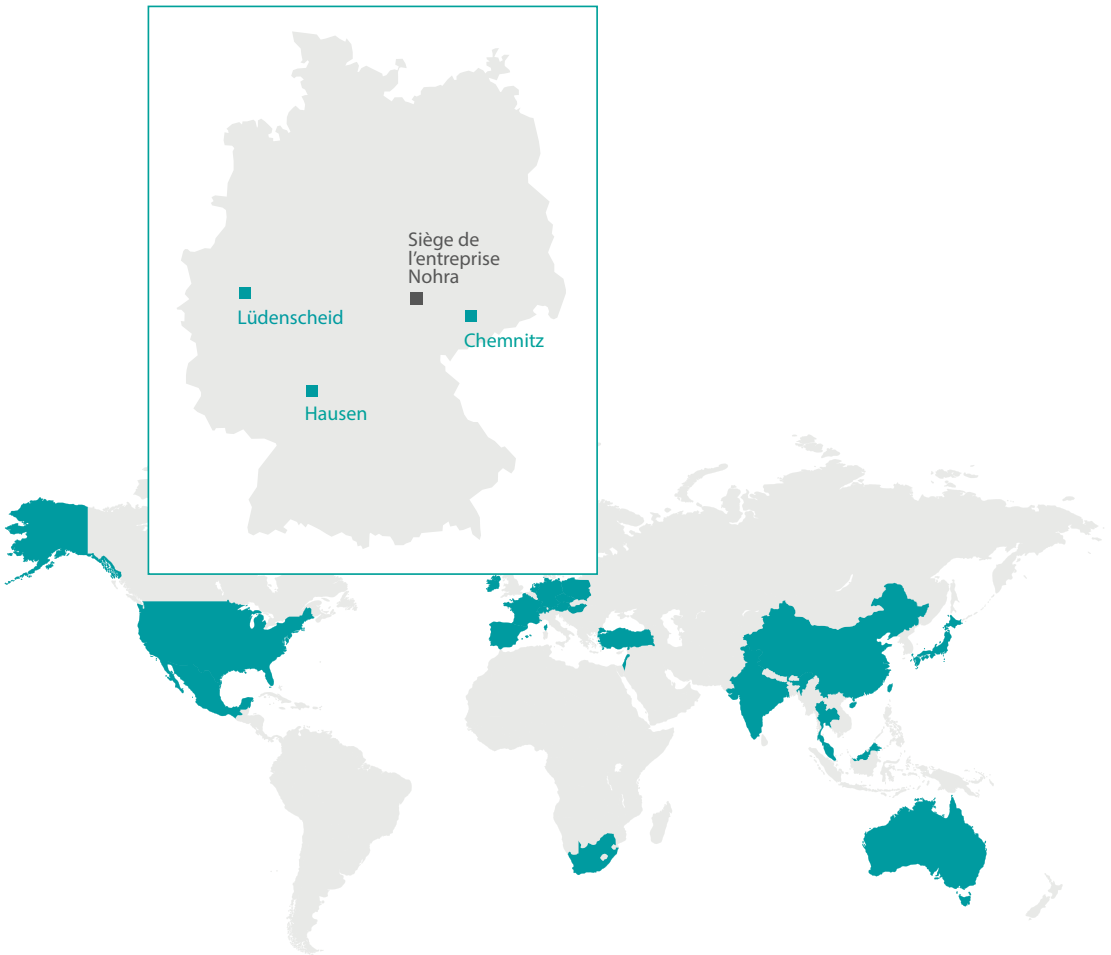 Siège de
l’entreprise
Nohra
Lüdenscheid
Chemnitz
Hausen